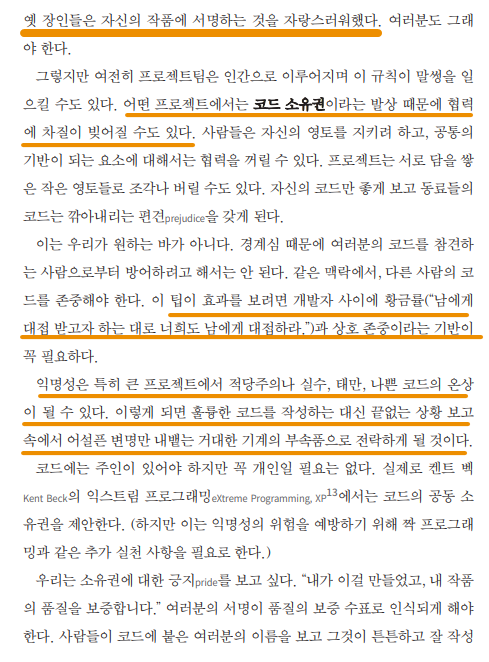 옛 장인들은 자신의 작품에 서명하는 것을 자랑스러워했다. 여러분도 그래
야 한다.
그렇지만 여전히 프로젝트팀은 인간으로 이루어지며 이 규칙이 말썽을 일
으킬 수도 있다. 어떤 프로젝트에서는 코드 소유권이라는 발상 때문에 협력
에 차질이 빚어질 수도 있다. 사람들은 자신의 영토를 지키려 하고, 공통의
기반이 되는 요소에 대해서는 협력을 꺼릴 수 있다. 프로젝트는 서로 담을 쌓
은 작은 영토들로 조각나 버릴 수도 있다. 자신의 코드만 좋게 보고 동료들의
코드는 깎아내리는 편견prejudice을 갖게 된다.
이는 우리가 원하는 바가 아니다. 경계심 때문에 여러분의 코드를 참견하
는 사람으로부터 방어하려고 해서는 안 된다. 같은 맥락에서, 다른 사람의 코
드를 존중해야 한다. 이 팁이 효과를 보려면 개발자 사이에 황금률(“남에게
대접 받고자 하는 대로 너희도 남에게 대접하라.”)과 상호 존중이라는 기반이
꼭 필요하다.
익명성은 특히 큰 프로젝트에서 적당주의나 실수, 태만, 나쁜 코드의 온상
이 될 수 있다. 이렇게 되면 훌륭한 코드를 작성하는 대신 끝없는 상황 보고
속에서 어설픈 변명만 내뱉는 거대한 기계의 부속품으로 전락하게 될 것이다.
코드에는 주인이 있어야 하지만 꼭 개인일 필요는 없다. 실제로 켄트 벡
Kent Beck의 익스트림 프로그래밍eXtreme Programming, XP13에서는 코드의 공동 소
유권을 제안한다. (하지만 이는 익명성의 위험을 예방하기 위해 짝 프로그래
밍과 같은 추가 실천 사항을 필요로 한다.)
우리는 소유권에 대한 긍지pride를 보고 싶다. “내가 이걸 만들었고, 내 작품
의 품질을 보증합니다.” 여러분의 서명이 품질의 보증 수표로 인식되게 해야
한다. 사람들이 코드에 붙은 여러분의 이름을 보고 그것이 튼튼하고 잘 작성